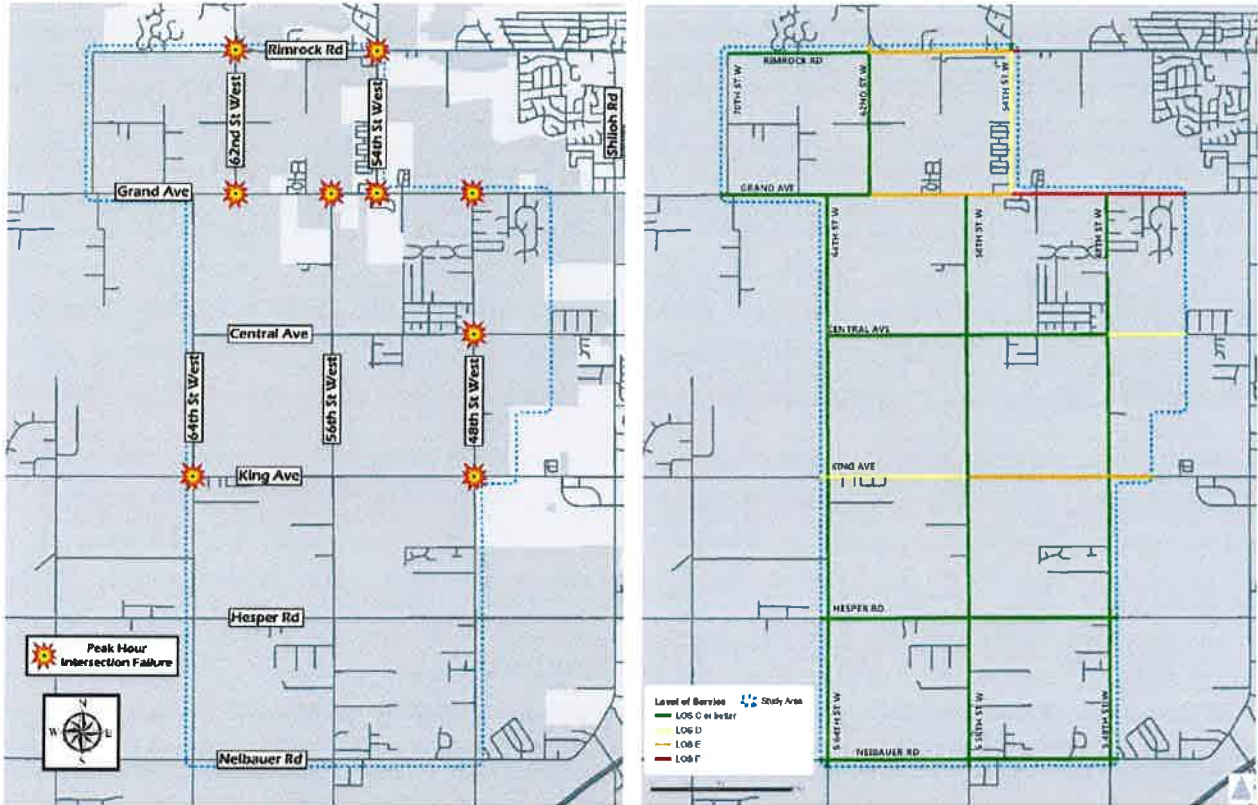 Rimrock Rd
62nd St West
54th St West
Shiloh Rd
Grand Ave
Central Ave
64th St West
56th St West
48th St West
King Ave
Hesper Rd
Peak Hour
Intersection Failure
N
W
E
S
Neibauer Rd
RIMROCK RD
70TH ST W
62ND ST W
54TH ST W
GRAND AVE
64TH ST W
56TH ST W
48TH ST W
CENTRAL AVE
KING AVE
HESPER RD
Level of Service
Study Area
LOS C or better
LOS D
LOS E
LOS F
S 64TH ST W
S 56TH ST W
S 48TH ST W
NEIBAUER RD